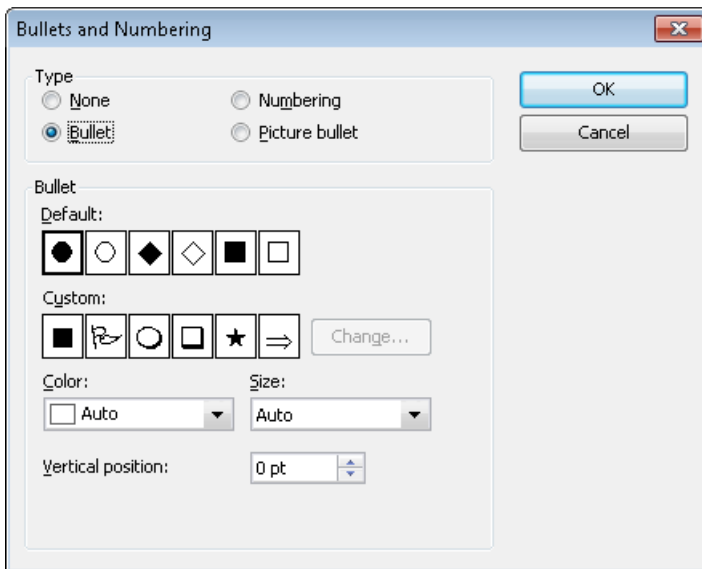 Bullets and Numbering
Type
None
Numbering
Bullet
Picture bullet
OK
Cancel
Bullet
Default:
Custom:
Change...
Color:
Size:
Auto
Auto
Vertical position:
0 pt